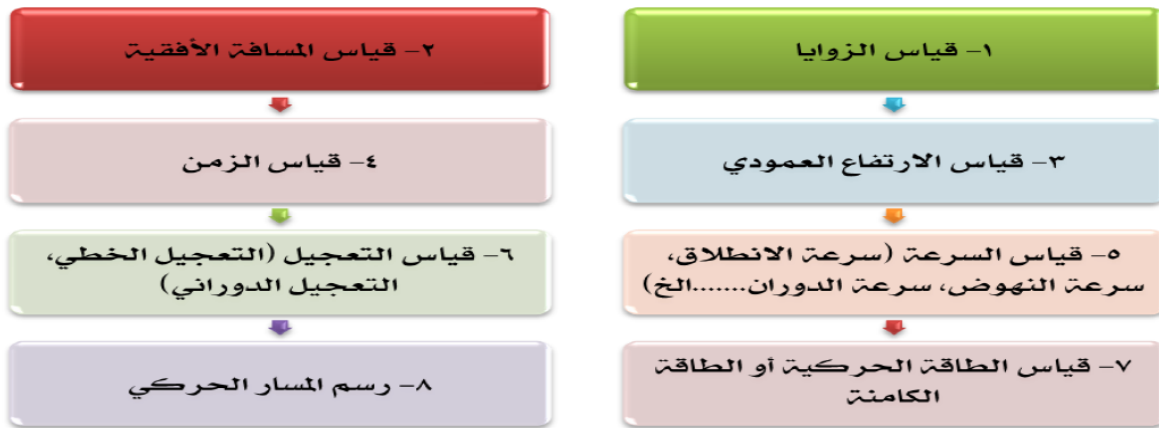 ١- قياس الزوايا
٢- قياس المسافة الأفقية
٣- قياس الارتفاع العمودي
٤- قياس الزمن
٥- قياس السرعة (سرعة الانطلاق،
سرعة النهوض، سرعة الدوران.......الخ)
٦- قياس التعجيل (التعجيل الخطي،
التعجيل الدوراني)
٧- قياس الطاقة الحركية أو الطاقة
الكامنة
٨- رسم المسار الحركي